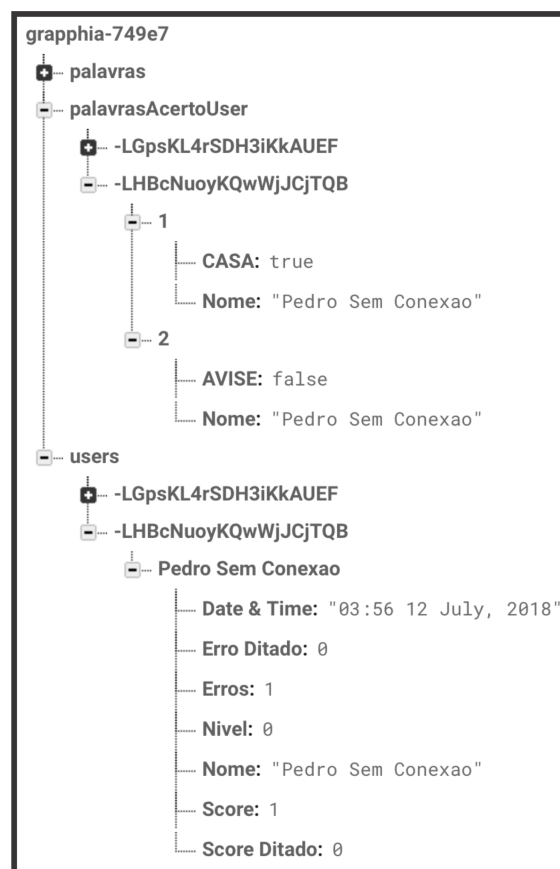 grapphia-749e7
palavras
palavrasAcertoUser
-LGpsKL4rSDH3iKkAUEF
-LHBcNuoyKQwWjJCjTQB
1
CASA: true
Nome: "Pedro Sem Conexao"
2
AVISE: false
Nome: "Pedro Sem Conexao"
users
-LGpsKL4rSDH3iKkAUEF
-LHBcNuoyKQwWjJCjTQB
Pedro Sem Conexao
Date & Time: "03:56 12 July, 2018"
Erro Ditado: 0
Erros: 1
Nivel: 0
Nome: "Pedro Sem Conexao"
Score: 1
Score Ditado: 0